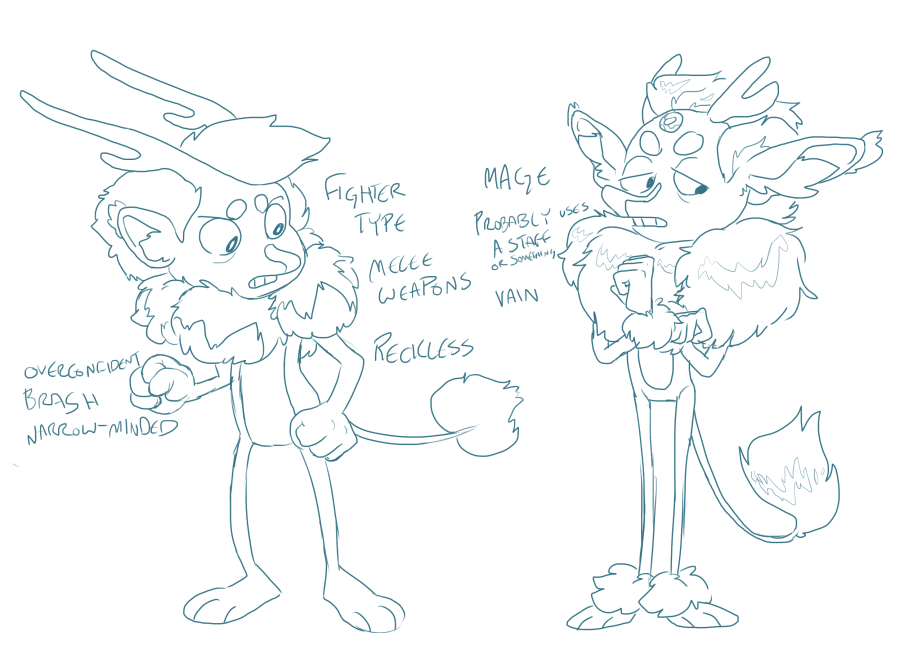 FIGHTER
TYPE
MELEE
WEAPONS
RECKLESS
OVERCONFIDENT
BRASH
NARROW-MINDED
MAGE
PROBABLY USES
A STAFF
OR SOMETHING
VAIN